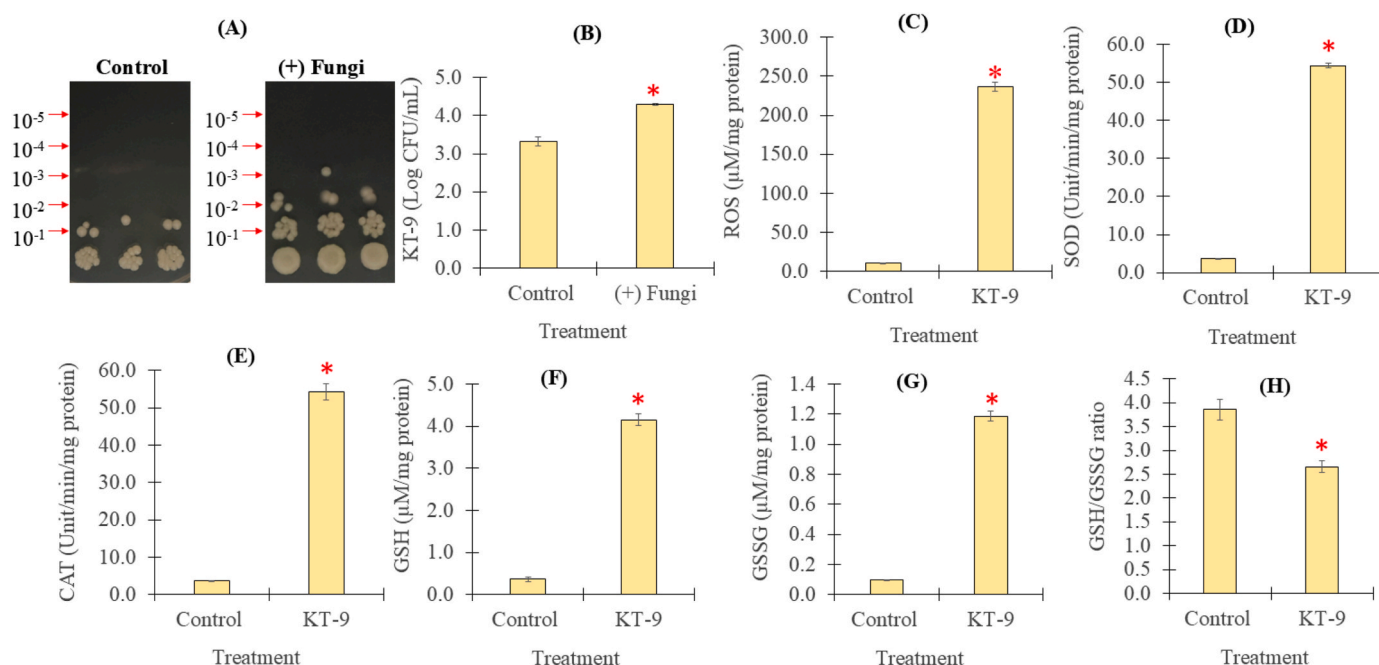 (A)
Control
(+) Fungi
10-5
10-4
10-3
10-2
10-1
10-5
10-4
10-3
10-2
10-1
(B)
KT-9 (Log CFU/mL)
5.0
4.0
3.0
2.0
1.0
0.0
*
Control
(+) Fungi
Treatment
(C)
ROS (µM/mg protein)
300.0
250.0
200.0
150.0
100.0
50.0
0.0
*
Control
KT-9
Treatment
(D)
SOD (Unit/min/mg protein)
60.0
50.0
40.0
30.0
20.0
10.0
0.0
*
Control
KT-9
Treatment
(E)
CAT (Unit/min/mg protein)
60.0
50.0
40.0
30.0
20.0
10.0
0.0
*
Control
KT-9
Treatment
(F)
GSH (µM/mg protein)
5.0
4.0
3.0
2.0
1.0
0.0
*
Control
KT-9
Treatment
(G)
GSSG (µM/mg protein)
1.4
1.2
1.0
0.8
0.6
0.4
0.2
0.0
*
Control
KT-9
Treatment
(H)
GSH/GSSG ratio
4.5
4.0
3.5
3.0
2.5
2.0
1.5
1.0
0.5
0.0
*
Control
KT-9
Treatment